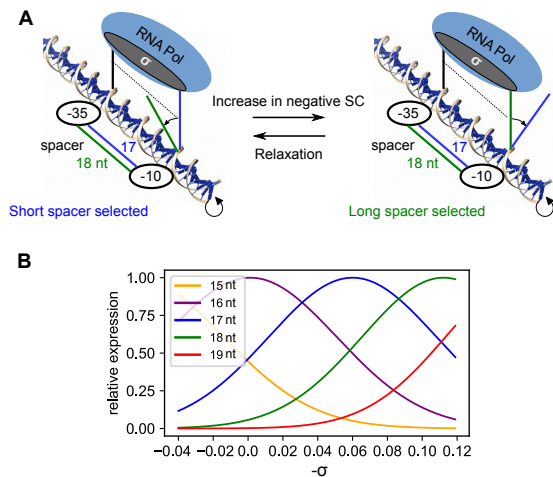 A
RNA Pol
σ
-35
spacer
17
18 nt
-10
Short spacer selected
Increase in negative SC
Relaxation
RNA Pol
σ
-35
spacer
17
18 nt
-10
Long spacer selected
B
relative expression
1.00
0.75
0.50
0.25
0.00
15 nt
16 nt
17 nt
18 nt
19 nt
−0.04 −0.02 0.00 0.02 0.04 0.06 0.08 0.10 0.12
-σ